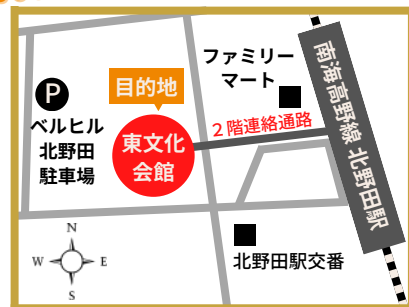 ファミリー
マート
目的地
P
ベルヒル
北野田
駐車場
東文化
会館
2階連絡通路
南海高野線 北野田駅
北野田駅交番
N
W
E
S